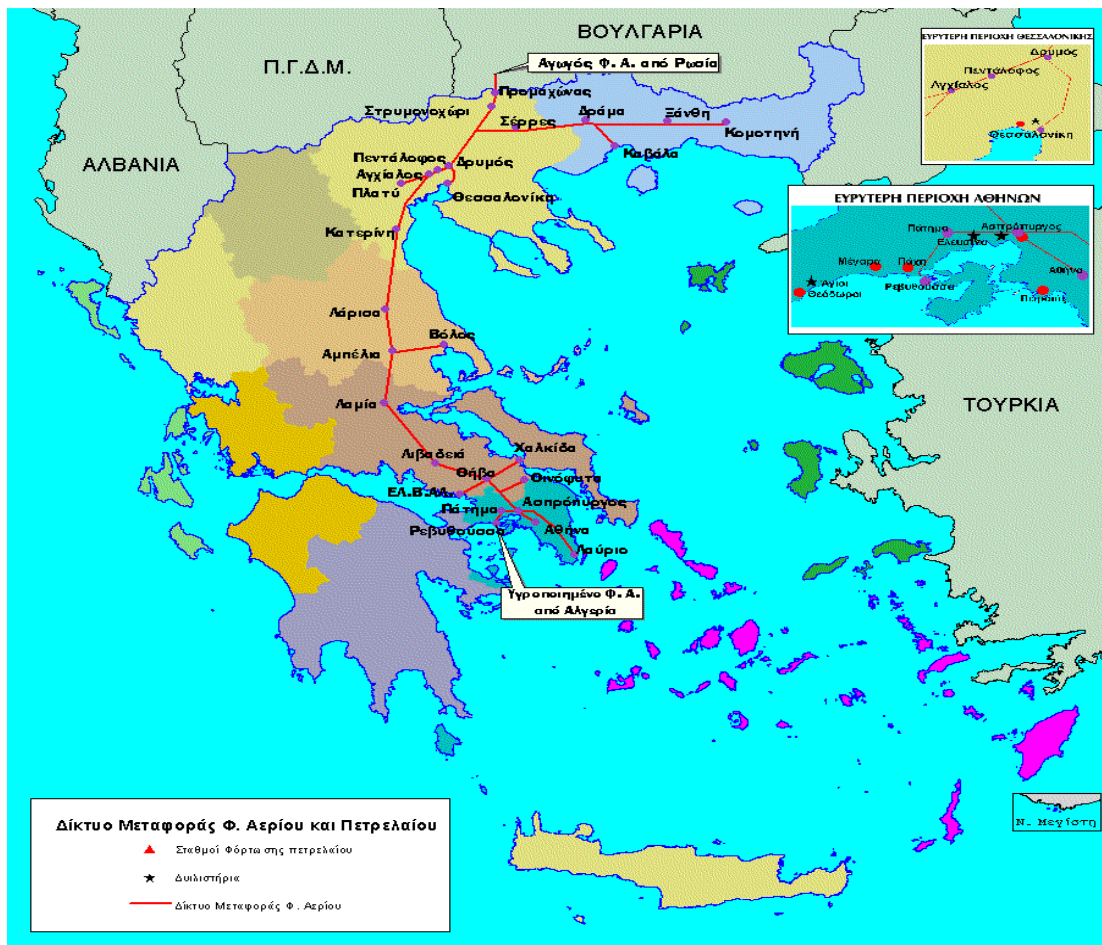 ΒΟΥΛΓΑΡΙΑ
Π.Γ.Δ.Μ.
ΑΛΒΑΝΙΑ
ΤΟΥΡΚΙΑ
Αγωγός Φ. Α. από Ρωσία
Προμαχώνας
Στρυμονοχώρι
Σέρρες
Δράμα
Ξάνθη
Κομοτηνή
Καβάλα
Πεντάλοφος
Δρυμός
Αγχίαλος
Πλατύ
Θεσσαλονίκη
Κατερίνη
Λάρισα
Βόλος
Αμπέλια
Λαμία
Λιβαδειά
Χαλκίδα
Θήβα
Οινόφυτα
ΕΛ.Β.ΑΛ.
Πάτημα
Ασπρόπυργος
Ρεβυθούσσα
Αθήνα
Λαύριο
Υγροποιημένο Φ. Α.
από Αλγερία
ΕΥΡΥΤΕΡΗ ΠΕΡΙΟΧΗ ΘΕΣΣΑΛΟΝΙΚΗΣ
Δρυμός
Πεντάλοφος
Αγχίαλος
Θεσσαλονίκη
ΕΥΡΥΤΕΡΗ ΠΕΡΙΟΧΗ ΑΘΗΝΩΝ
Πάτημα
Ασπρόπυργος
Ελευσίνα
Μέγαρα
Πάχη
Αθήνα
Ρεβυθούσσα
Άγιοι
Θεόδωροι
Πειραιάς
Ν. Μεγίστη
Δίκτυο Μεταφοράς Φ. Αερίου και Πετρελαίου
Σταθμοί Φόρτωσης πετρελαίου
Διυλιστήρια
Δίκτυο Μεταφοράς Φ. Αερίου